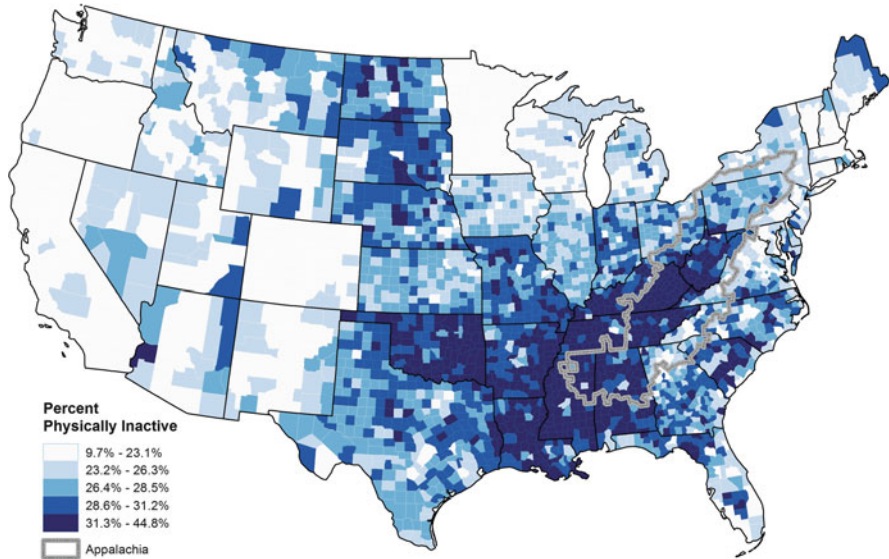 Percent
Physically Inactive
9.7% - 23.1%
23.2% - 26.3%
26.4% - 28.5%
28.6% - 31.2%
31.3% - 44.8%
Appalachia